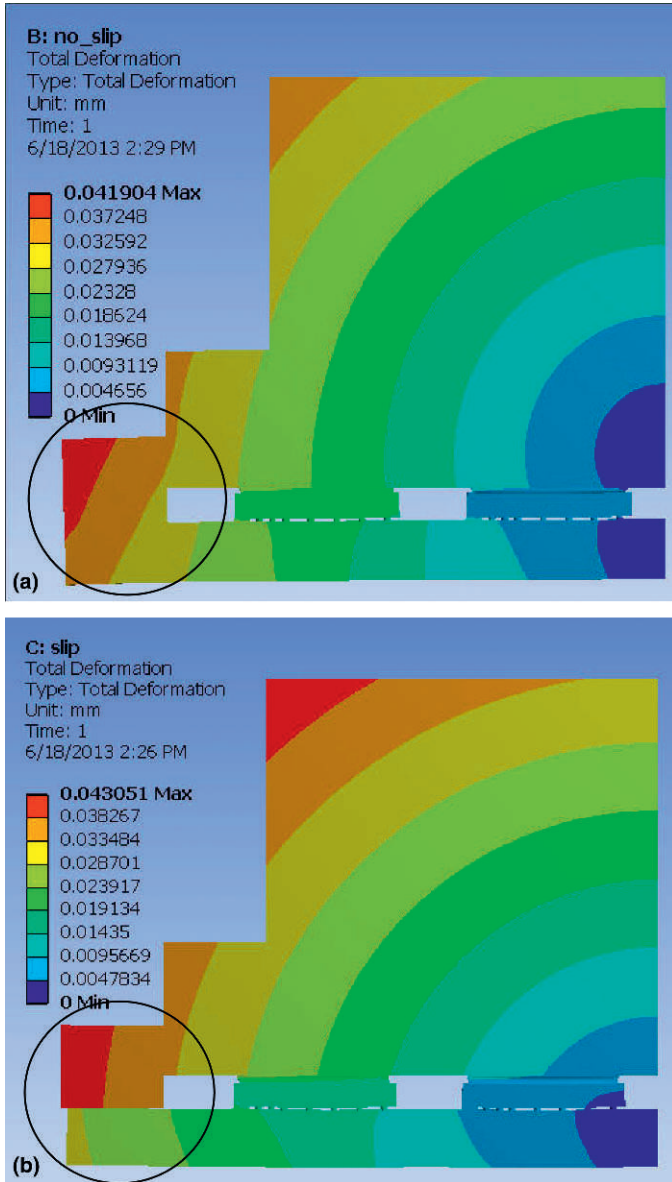 B: no_slip
Total Deformation
Type: Total Deformation
Unit: mm
Time: 1
6/18/2013 2:29 PM
0.041904 Max
0.037248
0.032592
0.027936
0.02328
0.018624
0.013968
0.0093119
0.004656
0 Min
(a)
C: slip
Total Deformation
Type: Total Deformation
Unit: mm
Time: 1
6/18/2013 2:26 PM
0.043051 Max
0.038267
0.033484
0.028701
0.023917
0.019134
0.01435
0.0095669
0.0047834
0 Min
(b)